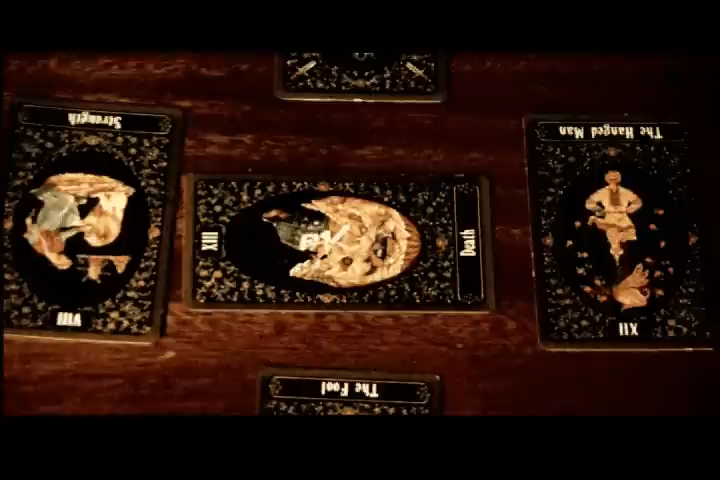 Strength
VIII
XIII
Death
The Hanged Man
XII
The Fool